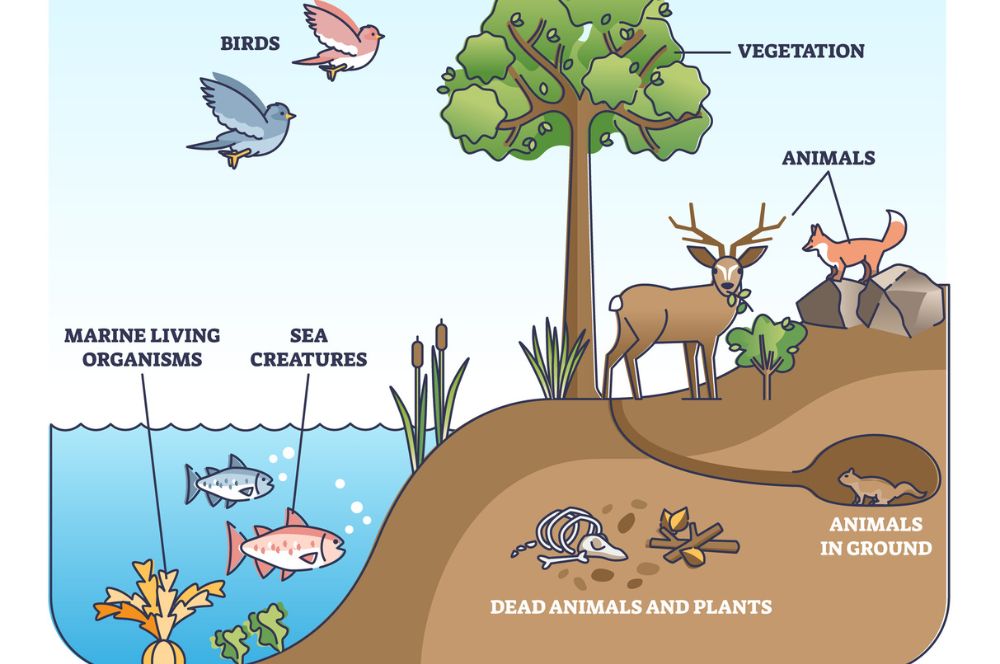 BIRDS
VEGETATION
ANIMALS
MARINE LIVING
ORGANISMS
SEA
CREATURES
ANIMALS
IN GROUND
DEAD ANIMALS AND PLANTS